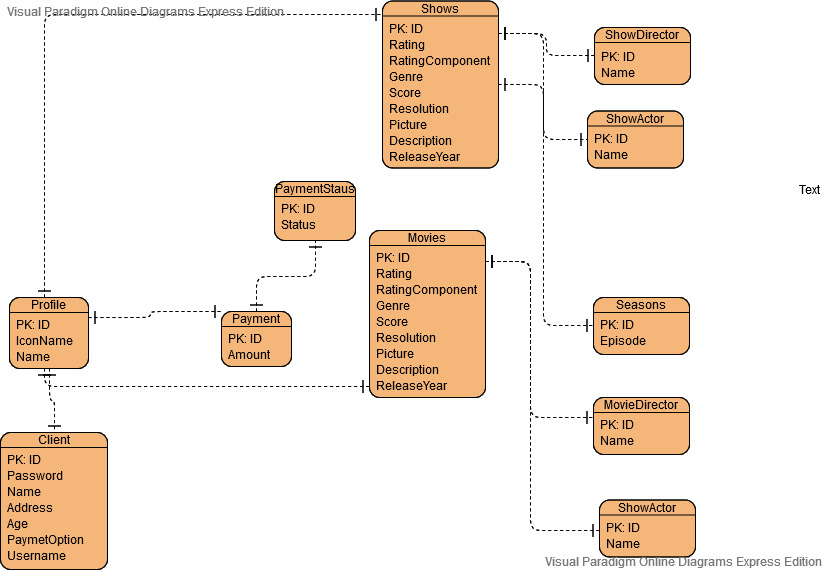 Visual Paradigm Online Diagrams Express Edition
Shows
PK: ID
Rating
RatingComponent
Genre
Score
Resolution
Picture
Description
ReleaseYear
ShowDirector
PK: ID
Name
ShowActor
PK: ID
Name
Text
PaymentStaus
PK: ID
Status
Movies
PK: ID
Rating
RatingComponent
Genre
Score
Resolution
Picture
Description
ReleaseYear
Profile
PK: ID
IconName
Name
Payment
PK: ID
Amount
Seasons
PK: ID
Episode
MovieDirector
PK: ID
Name
Client
PK: ID
Password
Name
Address
Age
PaymetOption
Username
ShowActor
PK: ID
Name
Visual Paradigm Online Diagrams Express Edition